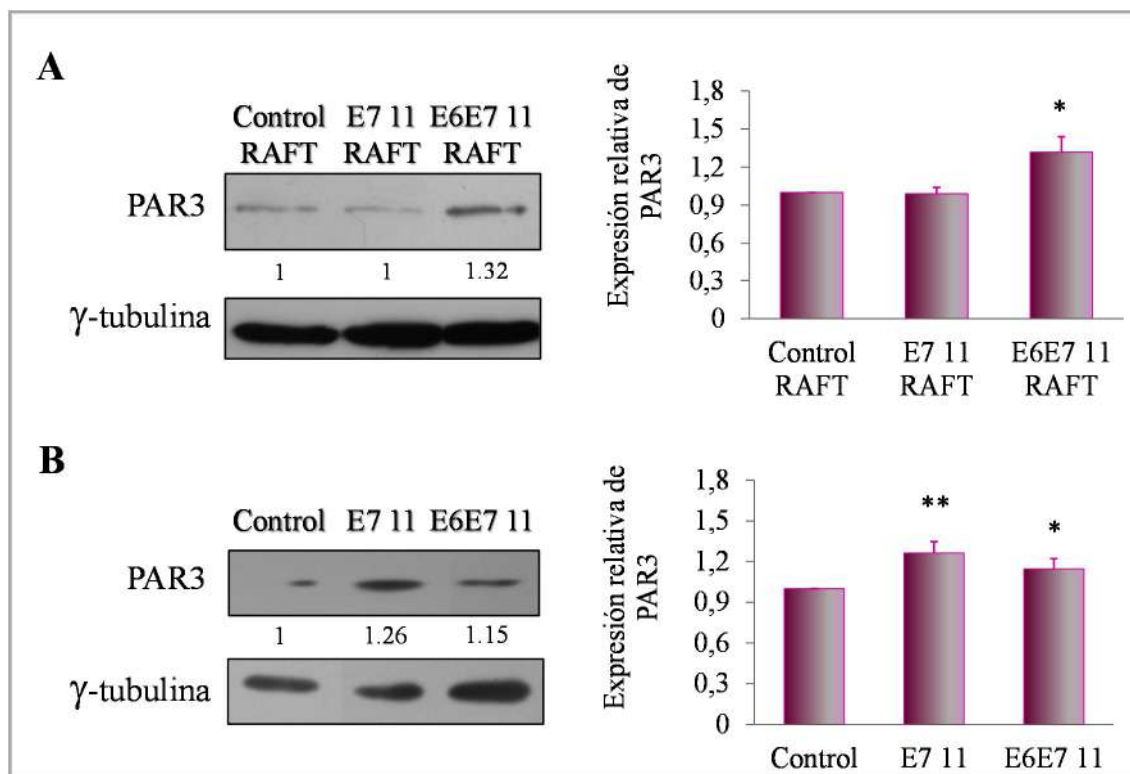 A
Control E7 11 E6E7 11
RAFT RAFT RAFT
PAR3
1 1 1.32
γ-tubulina
Expresión relativa de
PAR3
1,8
1,5
1,2
0,9
0,6
0,3
0
*
Control E7 11 E6E7 11
RAFT RAFT RAFT
B
Control E7 11 E6E7 11
PAR3
1 1.26 1.15
γ-tubulina
Expresión relativa de
PAR3
1,8
1,5
1,2
0,9
0,6
0,3
0
** *
Control E7 11 E6E7 11